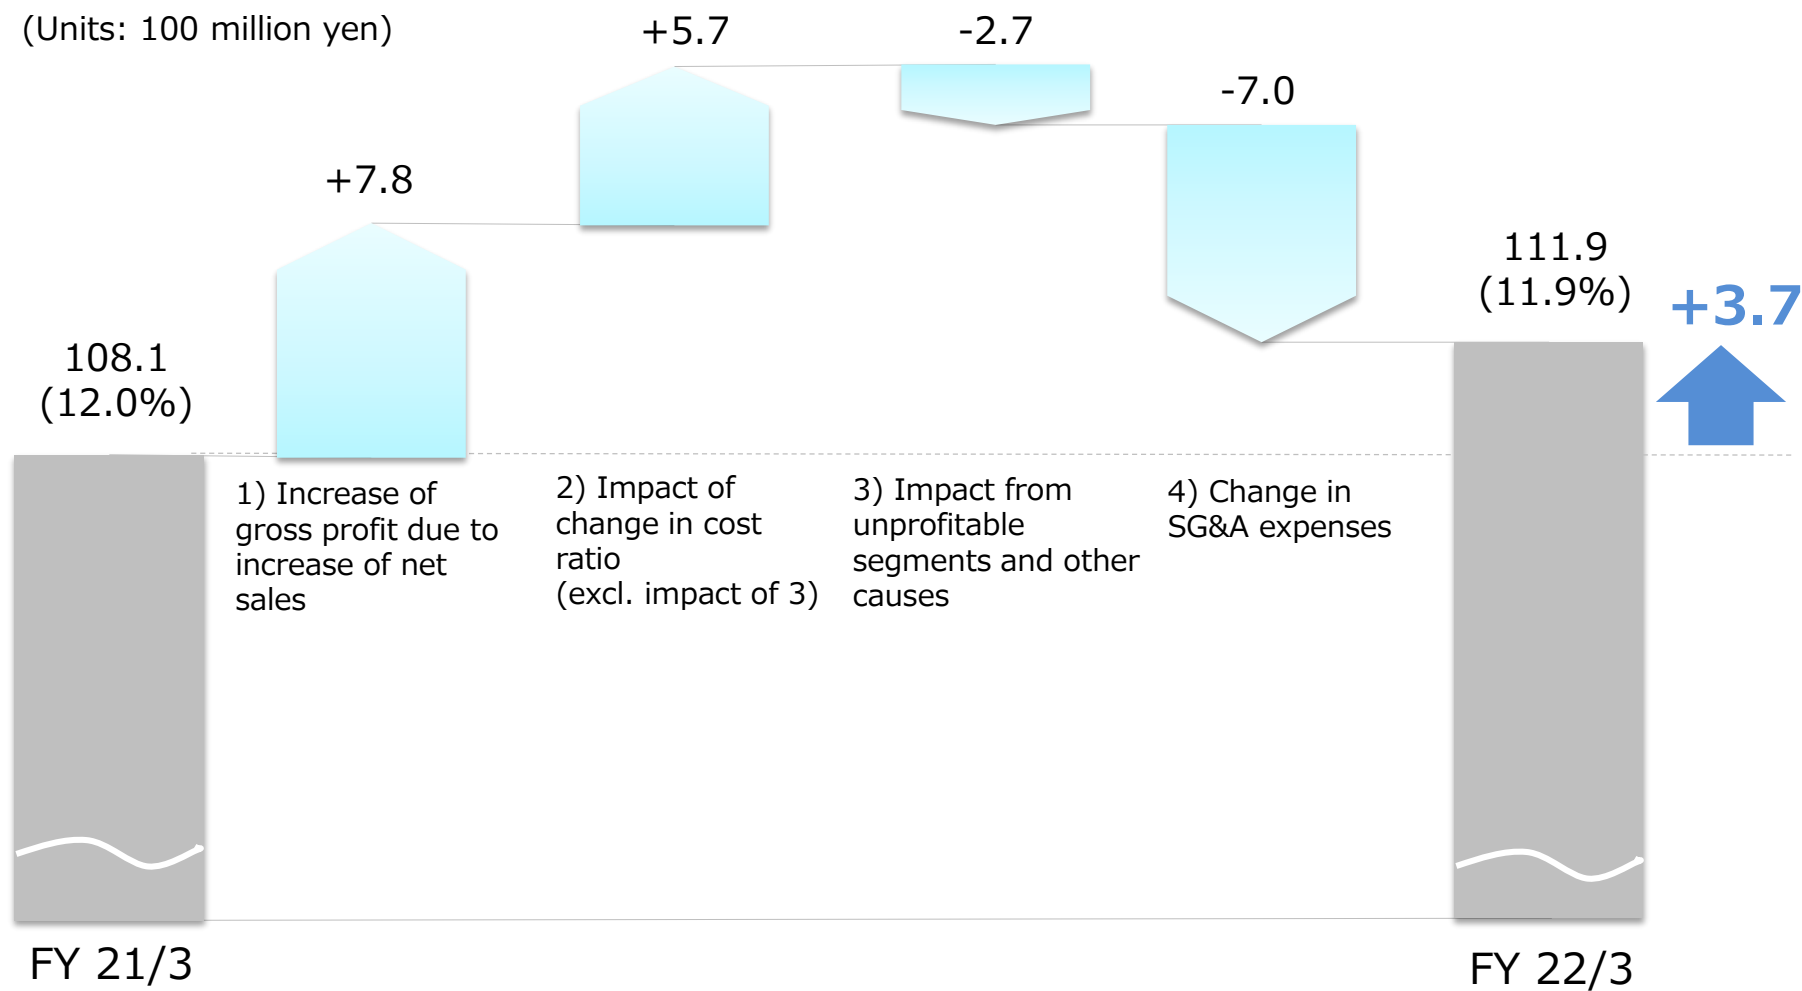 (Units: 100 million yen)
+5.7
-2.7
-7.0
+7.8
111.9
(11.9%)
+3.7
108.1
(12.0%)
1) Increase of
gross profit due to
increase of net
sales
2) Impact of
change in cost
ratio
(excl. impact of 3)
3) Impact from
unprofitable
segments and other
causes
4) Change in
SG&A expenses
FY 21/3
FY 22/3